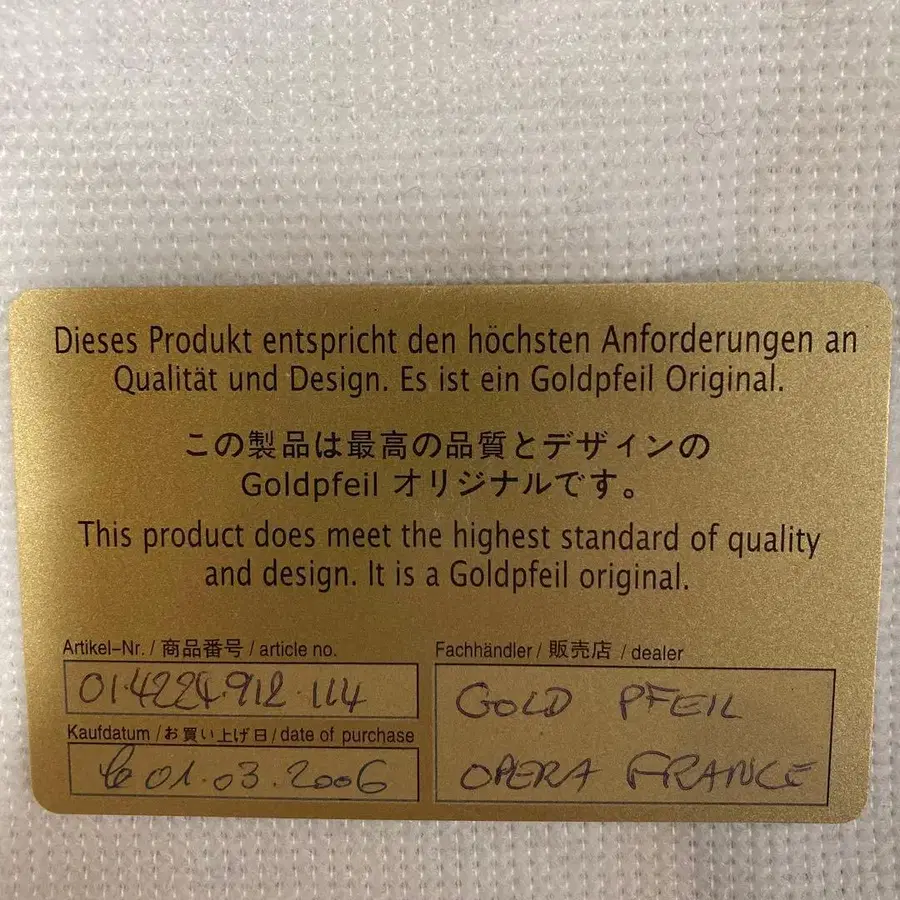 Dieses Produkt entspricht den höchsten Anforderungen an
Qualität und Design. Es ist ein Goldpfeil Original.
この製品は最高の品質とデザインの
Goldpfeil オリジナルです。
This product does meet the highest standard of quality
and design. It is a Goldpfeil original.
Artikel-Nr. / 商品番号 / article no.
01.4224.912.114
Kaufdatum / お買い上げ日 / date of purchase
le 01.03.2006
Fachhändler / 販売店 / dealer
GOLD PFEIL
OPERA FRANCE